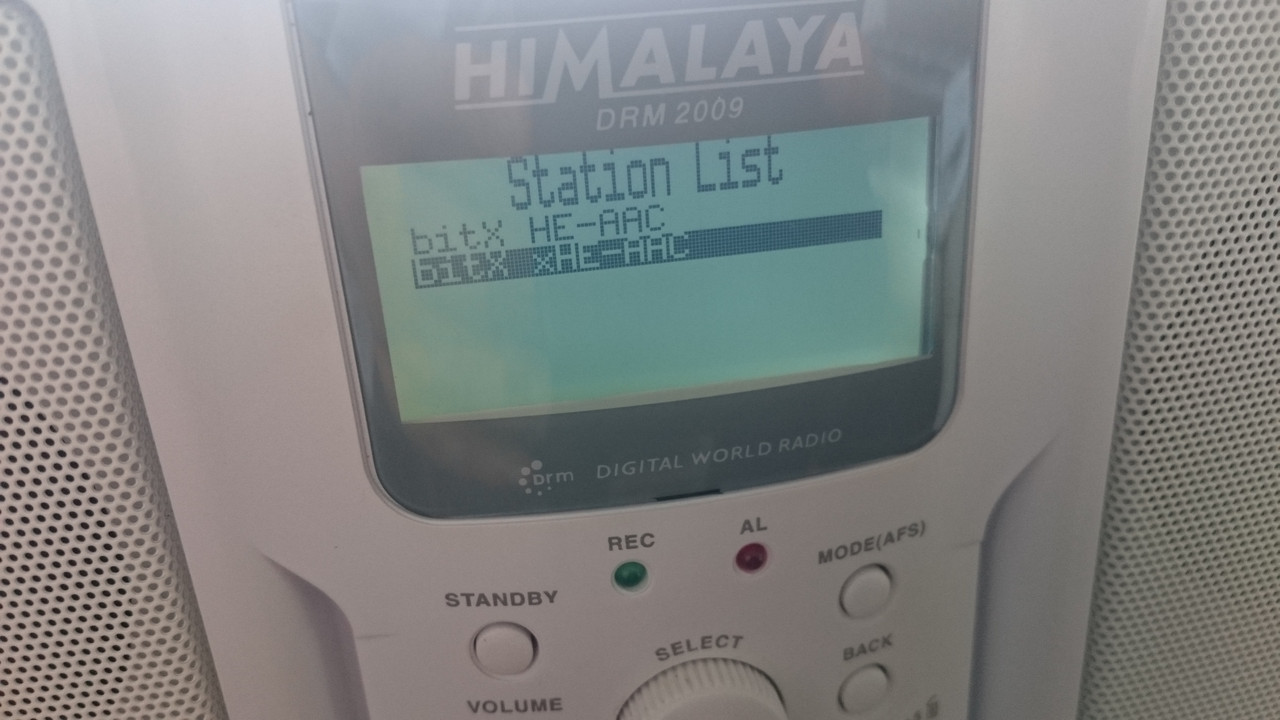 HIMALAYA
DRM 2009
Station List
bitX HE-AAC
bitX xHE-AAC
Drm DIGITAL WORLD RADIO
REC
AL
MODE(AFS)
STANDBY
SELECT
BACK
VOLUME